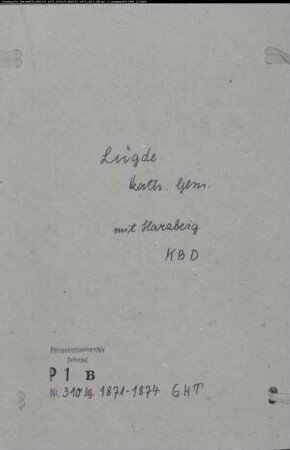 Lügde
kath. Gem.
mit Harzberg
KBD
Personenstandsarchiv
Detmold
P 1 B
Nr. 310 Jg. 1871-1874 GHT